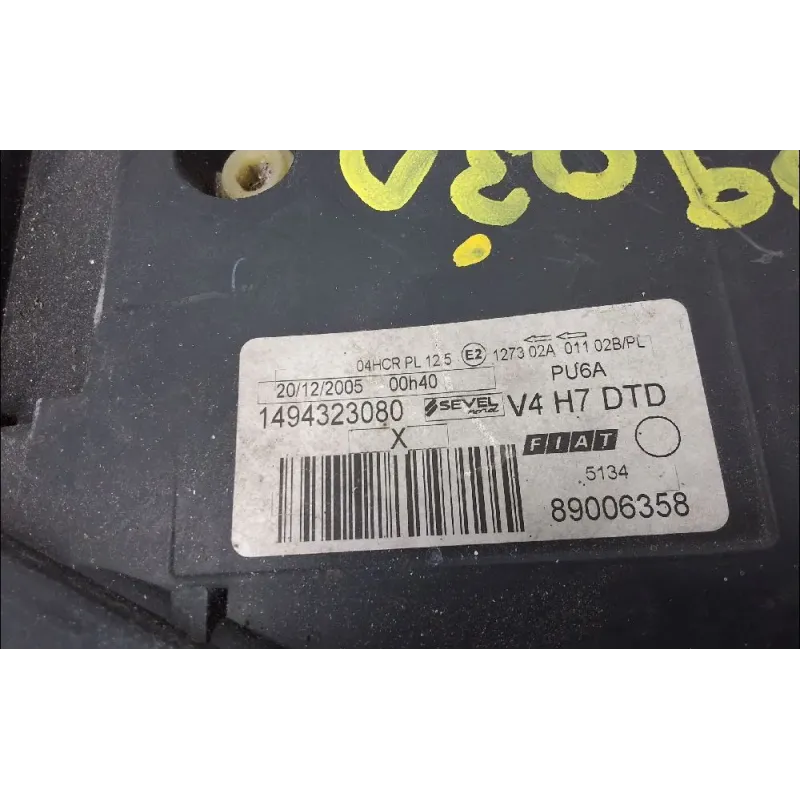 04HCR PL 12.5 E2 1273 02A 011 02B/PL
20/12/2005 00h40 PU6A
1494323080 SEVEL V4 H7 DTD
X FIAT
5134
89006358